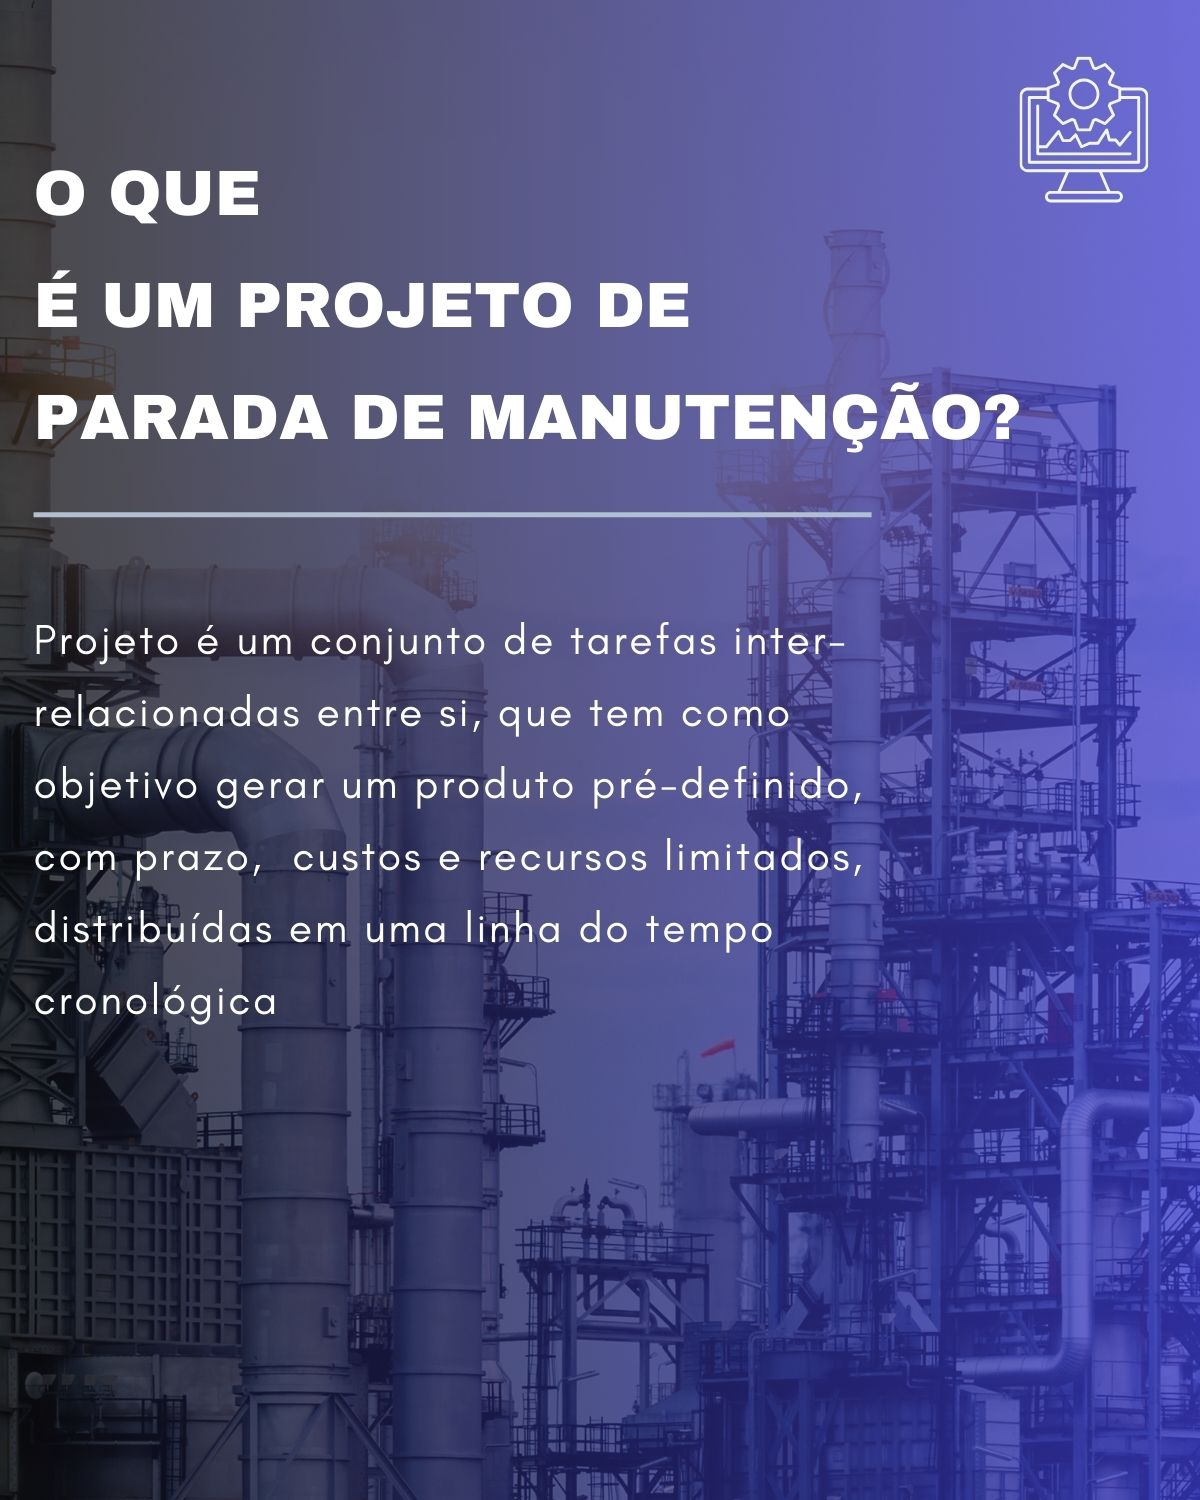 O QUE
É UM PROJETO DE
PARADA DE MANUTENÇÃO?
Projeto é um conjunto de tarefas inter-
relacionadas entre si, que tem como
objetivo gerar um produto pré-definido,
com prazo,  custos e recursos limitados,
distribuídas em uma linha do tempo
cronológica